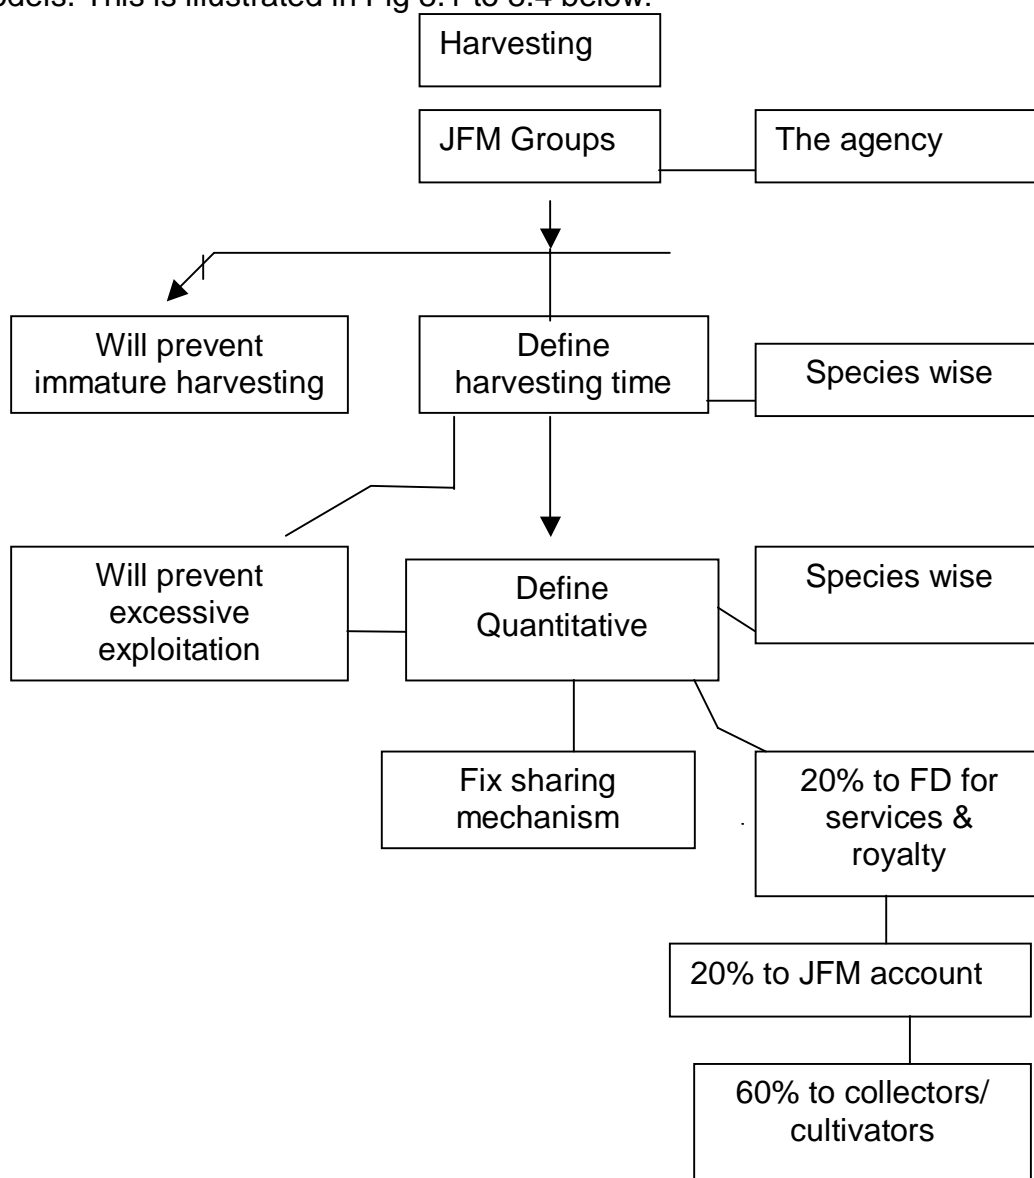 odels. This is illustrated in Fig 3.1 to 3.4 below.
Harvesting
JFM Groups
The agency
Will prevent
immature harvesting
Define
harvesting time
Species wise
Will prevent
excessive
exploitation
Define
Quantitative
Species wise
Fix sharing
mechanism
20% to FD for
services &
royalty
20% to JFM account
60% to collectors/
cultivators